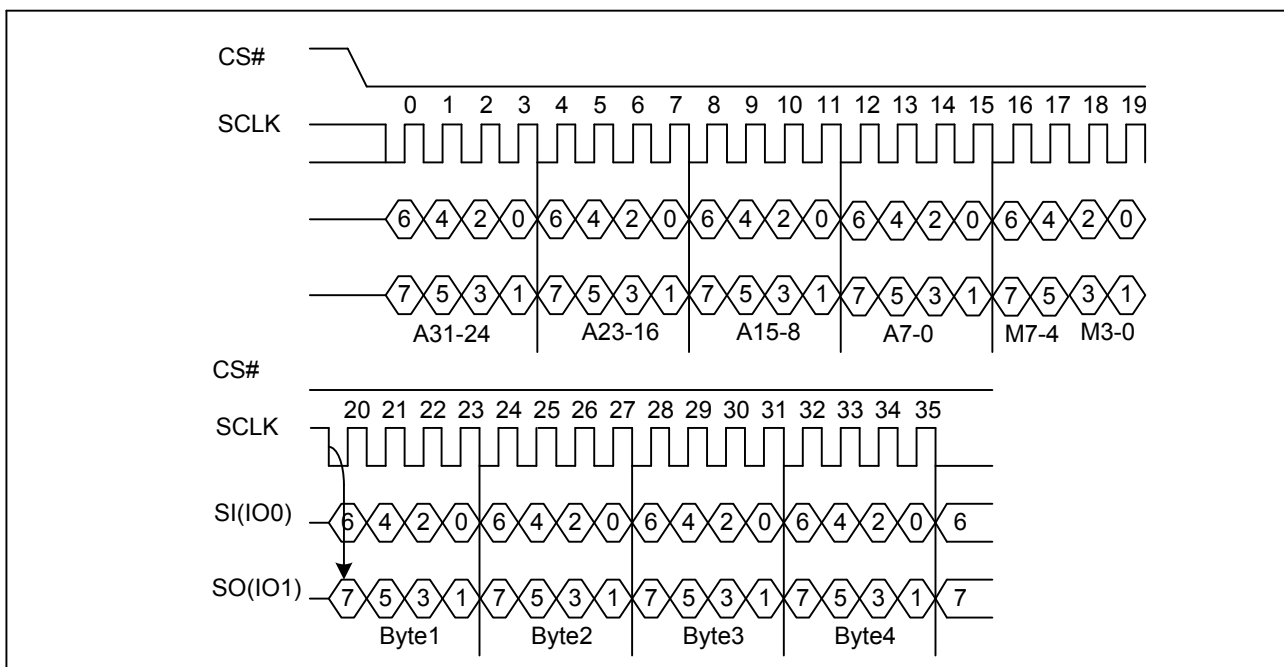 CS#
0 1 2 3 4 5 6 7 8 9 10 11 12 13 14 15 16 17 18 19
SCLK
6 4 2 0 6 4 2 0 6 4 2 0 6 4 2 0 6 4 2 0
7 5 3 1 7 5 3 1 7 5 3 1 7 5 3 1 7 5 3 1
A31-24 A23-16 A15-8 A7-0 M7-4 M3-0
CS#
20 21 22 23 24 25 26 27 28 29 30 31 32 33 34 35
SCLK
SI(IO0) 6 4 2 0 6 4 2 0 6 4 2 0 6 4 2 0 6
SO(IO1) 7 5 3 1 7 5 3 1 7 5 3 1 7 5 3 1 7
Byte1 Byte2 Byte3 Byte4